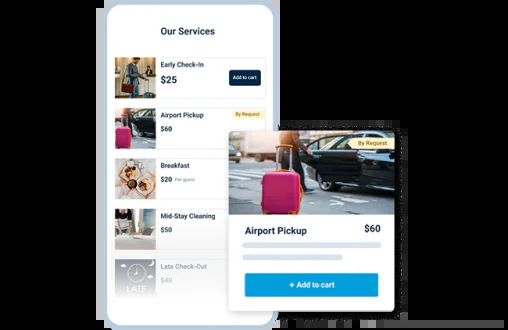 Our Services
Early Check-In
$25
Add to cart
Airport Pickup
By Request
$60
Breakfast
$20 Per guest
Mid-Stay Cleaning
$50
Late Check-Out
$40
LATE
By Request
Airport Pickup
$60
+ Add to cart